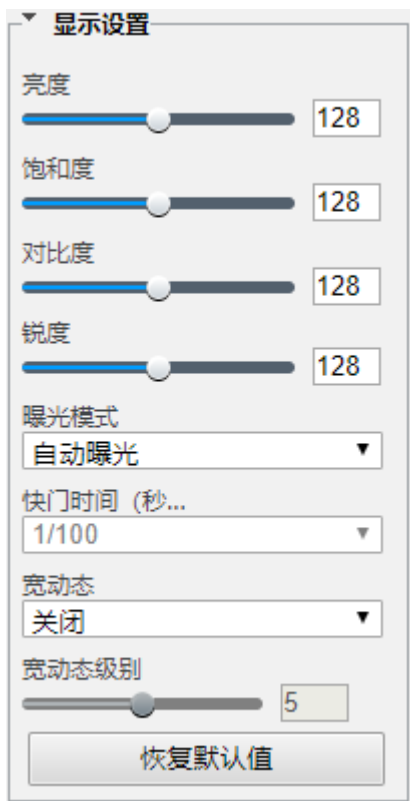 显示设置
亮度
128
饱和度
128
对比度
128
锐度
128
曝光模式
自动曝光
快门时间 (秒...
1/100
宽动态
关闭
宽动态级别
5
恢复默认值